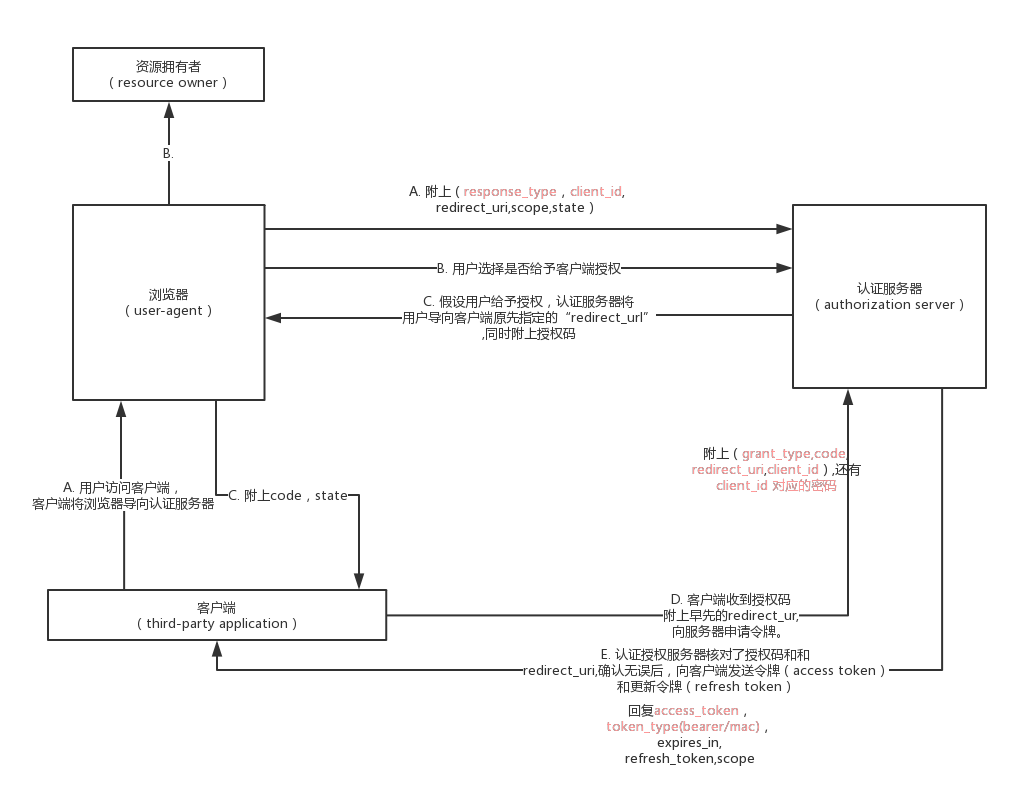 资源拥有者
( resource owner )
B.
A. 附上 ( response_type , client_id,
redirect_uri,scope,state )
B. 用户选择是否给予客户端授权
浏览器
( user-agent )
认证服务器
( authorization server )
C. 假设用户给予授权，认证服务器将
用户导向客户端原先指定的“redirect_url”
,同时附上授权码
附上 ( grant_type,code,
redirect_uri,client_id ) ,还有
client_id 对应的密码
A. 用户访问客户端，
客户端将浏览器导向认证服务器
C. 附上code , state
客户端
( third-party application )
D. 客户端收到授权码
附上早先的redirect_ur,
向服务器申请令牌。
E. 认证授权服务器核对了授权码和和
redirect_uri,确认无误后，向客户端发送令牌 ( access token )
和更新令牌 ( refresh token )
回复access_token ,
token_type(bearer/mac) ,
expires_in,
refresh_token,scope